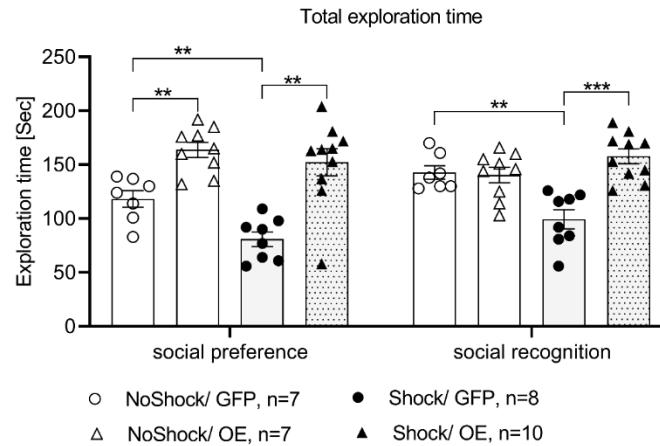 Total exploration time
Exploration time [Sec]
250
200
150
100
50
0
** ** ** ** ***
social preference social recognition
NoShock/ GFP, n=7 Shock/ GFP, n=8
NoShock/ OE, n=7 Shock/ OE, n=10